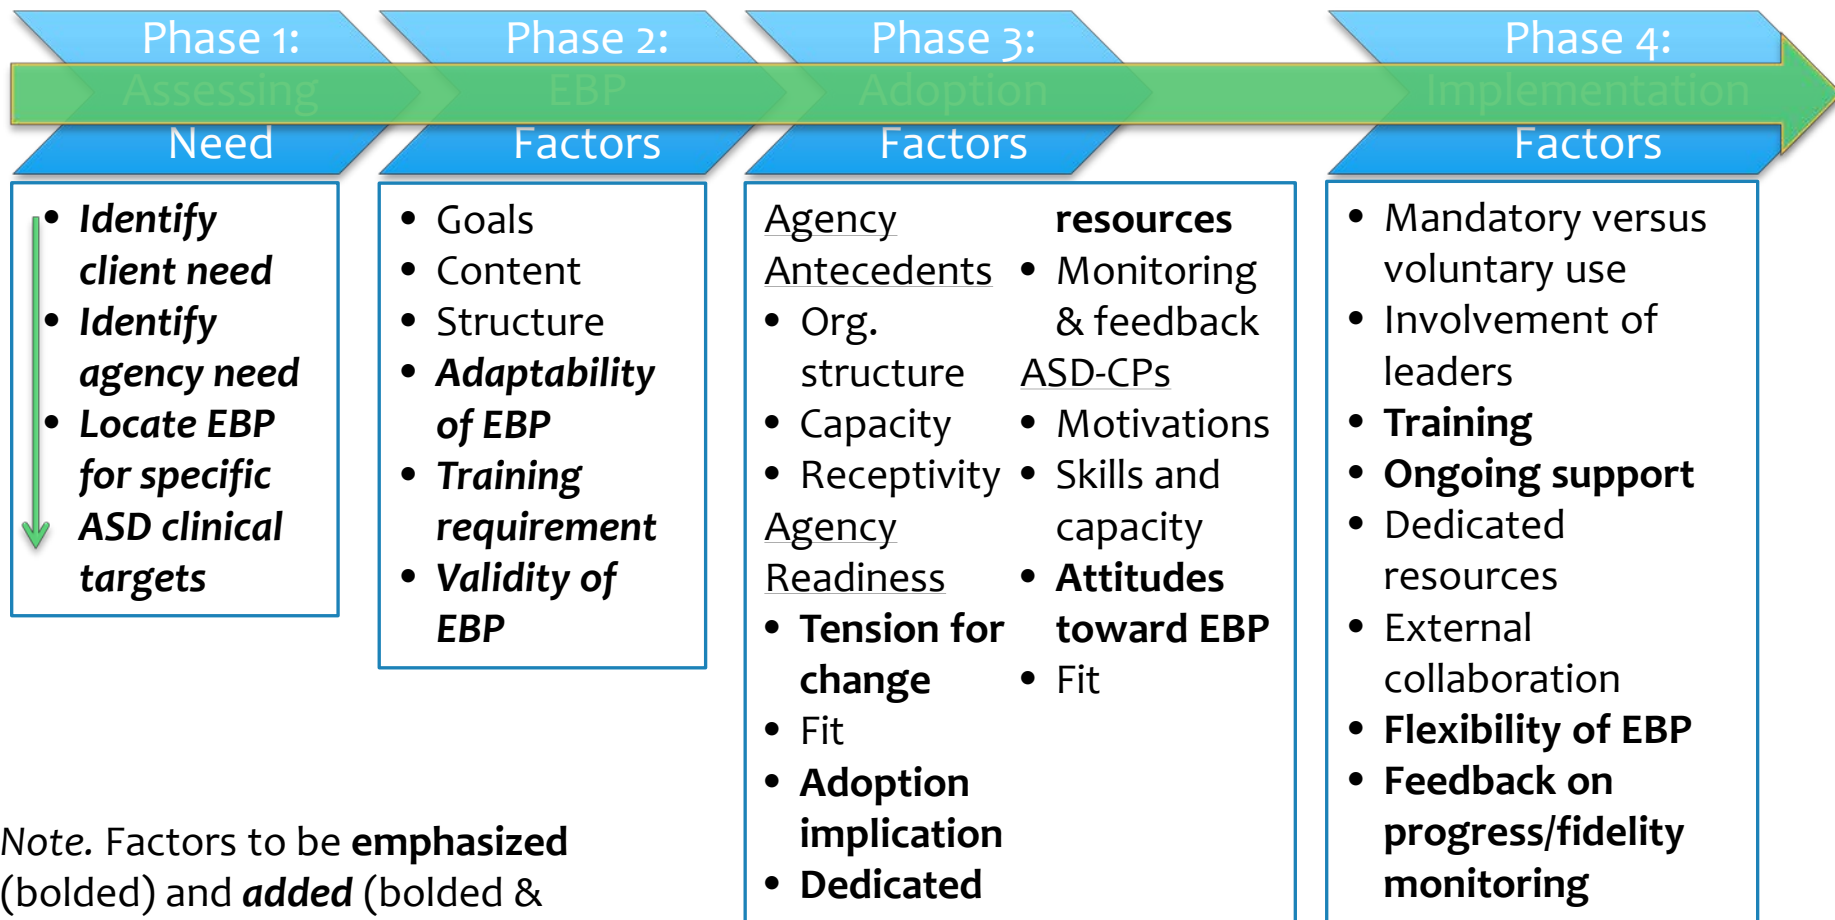 Phase 1:
Assessing
Need
Phase 2:
EBP
Factors
Phase 3:
Adoption
Factors
Phase 4:
Implementation
Factors
• Identify
client need
• Identify
agency need
• Locate EBP
for specific
ASD clinical
targets
• Goals
• Content
• Structure
• Adaptability
of EBP
• Training
requirement
• Validity of
EBP
Agency
Antecedents
• Org.
structure
• Capacity
• Receptivity
Agency
Readiness
• Tension for
change
• Fit
• Adoption
implication
• Dedicated
resources
• Monitoring
& feedback
ASD-CPs
• Motivations
• Skills and
capacity
• Attitudes
toward EBP
• Fit
• Mandatory versus
voluntary use
• Involvement of
leaders
• Training
• Ongoing support
• Dedicated
resources
• External
collaboration
• Flexibility of EBP
• Feedback on
progress/fidelity
monitoring
Note. Factors to be emphasized
(bolded) and added (bolded &